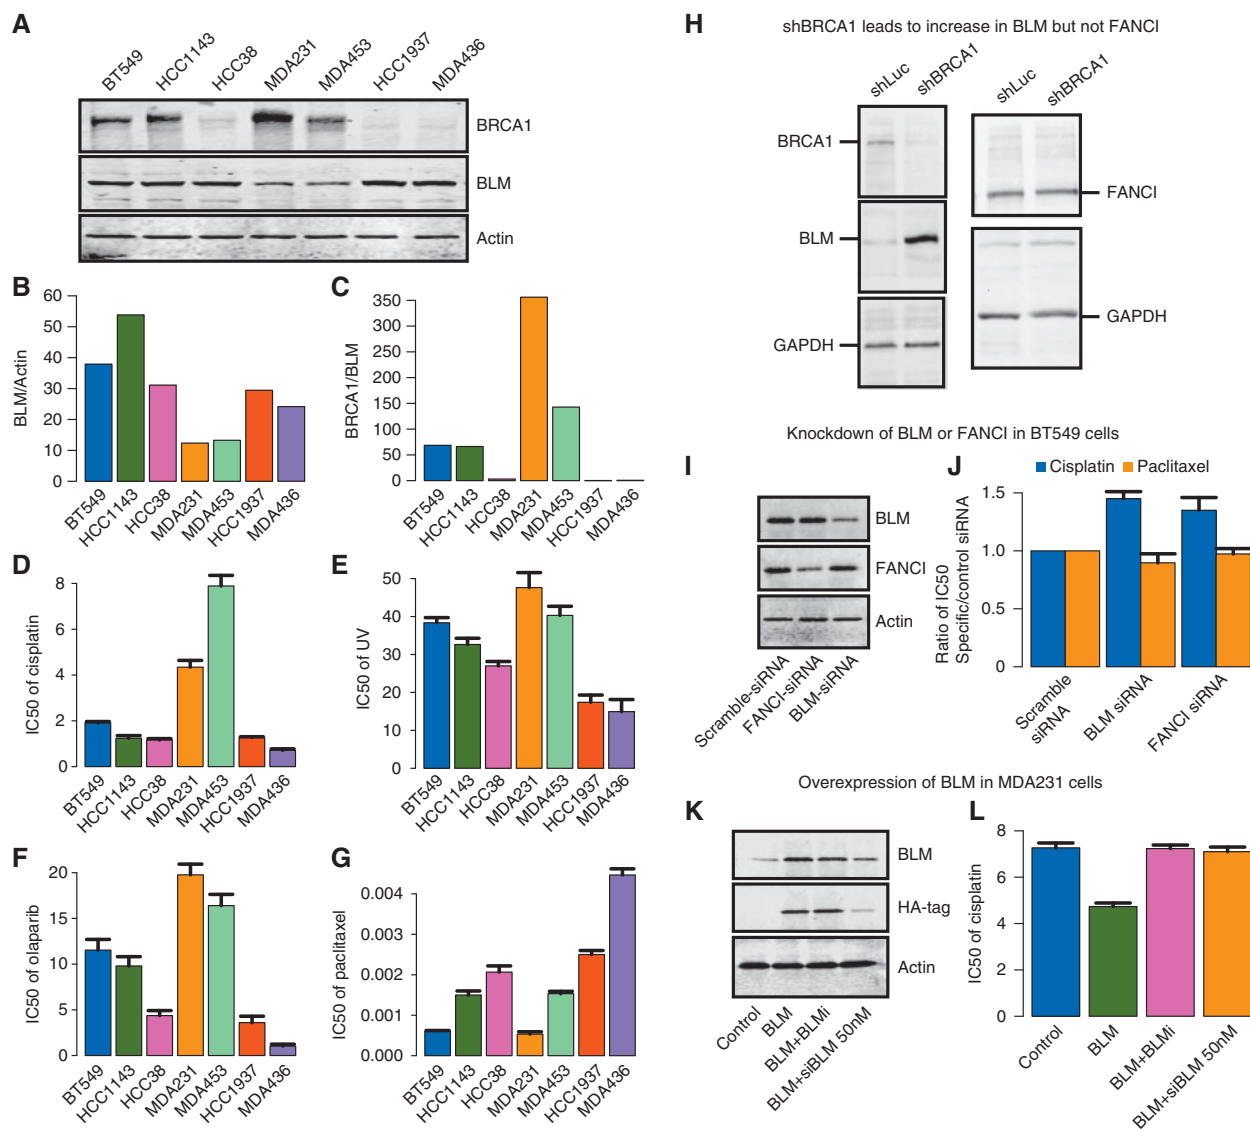 A
BT549 HCC1143 HCC38 MDA231 MDA453 HCC1937 MDA436
BRCA1
BLM
Actin
B
BLM/Actin
60
50
40
30
20
10
0
BT549 HCC1143 HCC38 MDA231 MDA453 HCC1937 MDA436
C
BRCA1/BLM
350
300
250
200
150
100
50
0
BT549 HCC1143 HCC38 MDA231 MDA453 HCC1937 MDA436
D
IC50 of cisplatin
8
6
4
2
0
BT549 HCC1143 HCC38 MDA231 MDA453 HCC1937 MDA436
E
IC50 of UV
50
40
30
20
10
0
BT549 HCC1143 HCC38 MDA231 MDA453 HCC1937 MDA436
F
IC50 of olaparib
20
15
10
5
0
BT549 HCC1143 HCC38 MDA231 MDA453 HCC1937 MDA436
G
IC50 of paclitaxel
0.004
0.003
0.002
0.001
0.000
BT549 HCC1143 HCC38 MDA231 MDA453 HCC1937 MDA436
H
shBRCA1 leads to increase in BLM but not FANCI
shLuc shBRCA1
BRCA1
BLM
GAPDH
shLuc shBRCA1
FANCI
GAPDH
Knockdown of BLM or FANCI in BT549 cells
I
BLM
FANCI
Actin
Scramble-siRNA FANCI-siRNA BLM-siRNA
J
Cisplatin Paclitaxel
Ratio of IC50
Specific/control siRNA
1.5
1.0
0.5
0
Scramble
siRNA
BLM siRNA
FANCI siRNA
Overexpression of BLM in MDA231 cells
K
BLM
HA-tag
Actin
Control BLM BLM+BLMi BLM+siBLM 50nM
L
IC50 of cisplatin
8
6
4
2
0
Control BLM BLM+BLMi BLM+siBLM 50nM